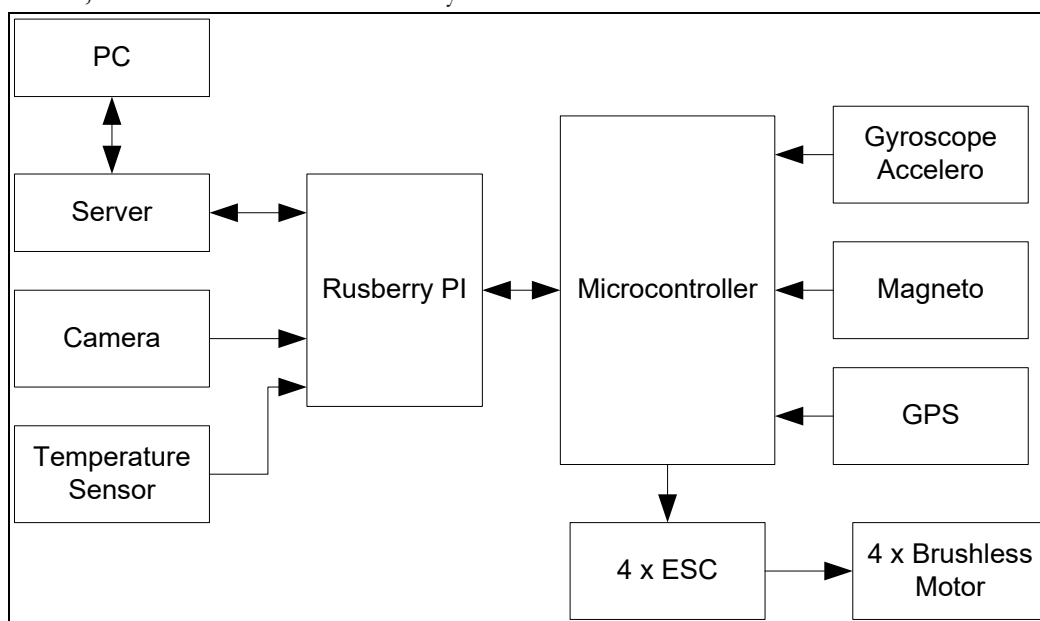 PC
Server
Camera
Temperature
Sensor
Rusberry PI
Microcontroller
Gyroscope
Accelero
Magneto
GPS
4 x ESC
4 x Brushless
Motor